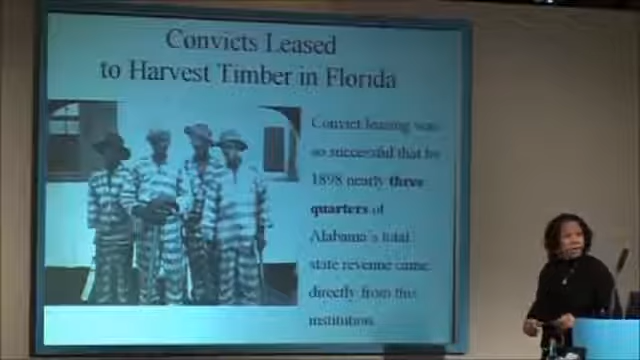 Convicts Leased
to Harvest Timber in Florida
Convict leasing was
so successful that by
1898 nearly three
quarters of
Alabama's total
state revenue came
directly from this
institution.